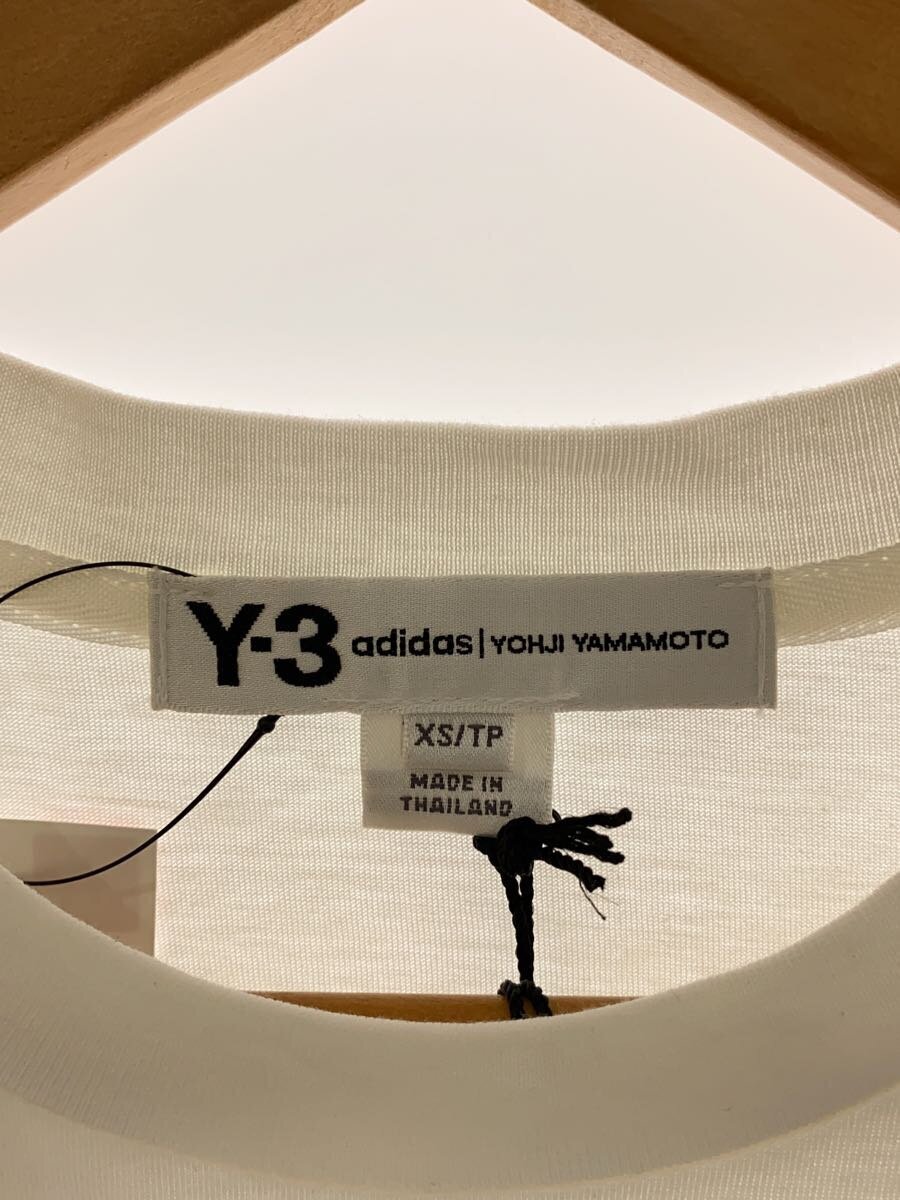 Y-3 adidas | YOHJI YAMAMOTO
XS/TP
MADE IN
THAILAND